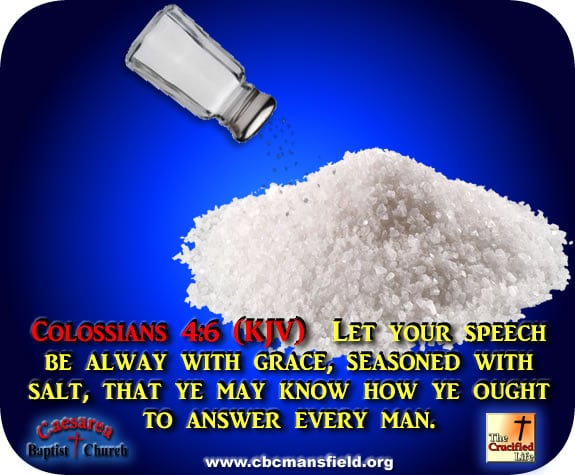 Colossians 4:6 (KJV) Let your speech
be alway with grace, seasoned with
salt, that ye may know how ye ought
to answer every man.
Caesarea
Baptist Church
The
Crucified
Life
www.cbcmansfield.org